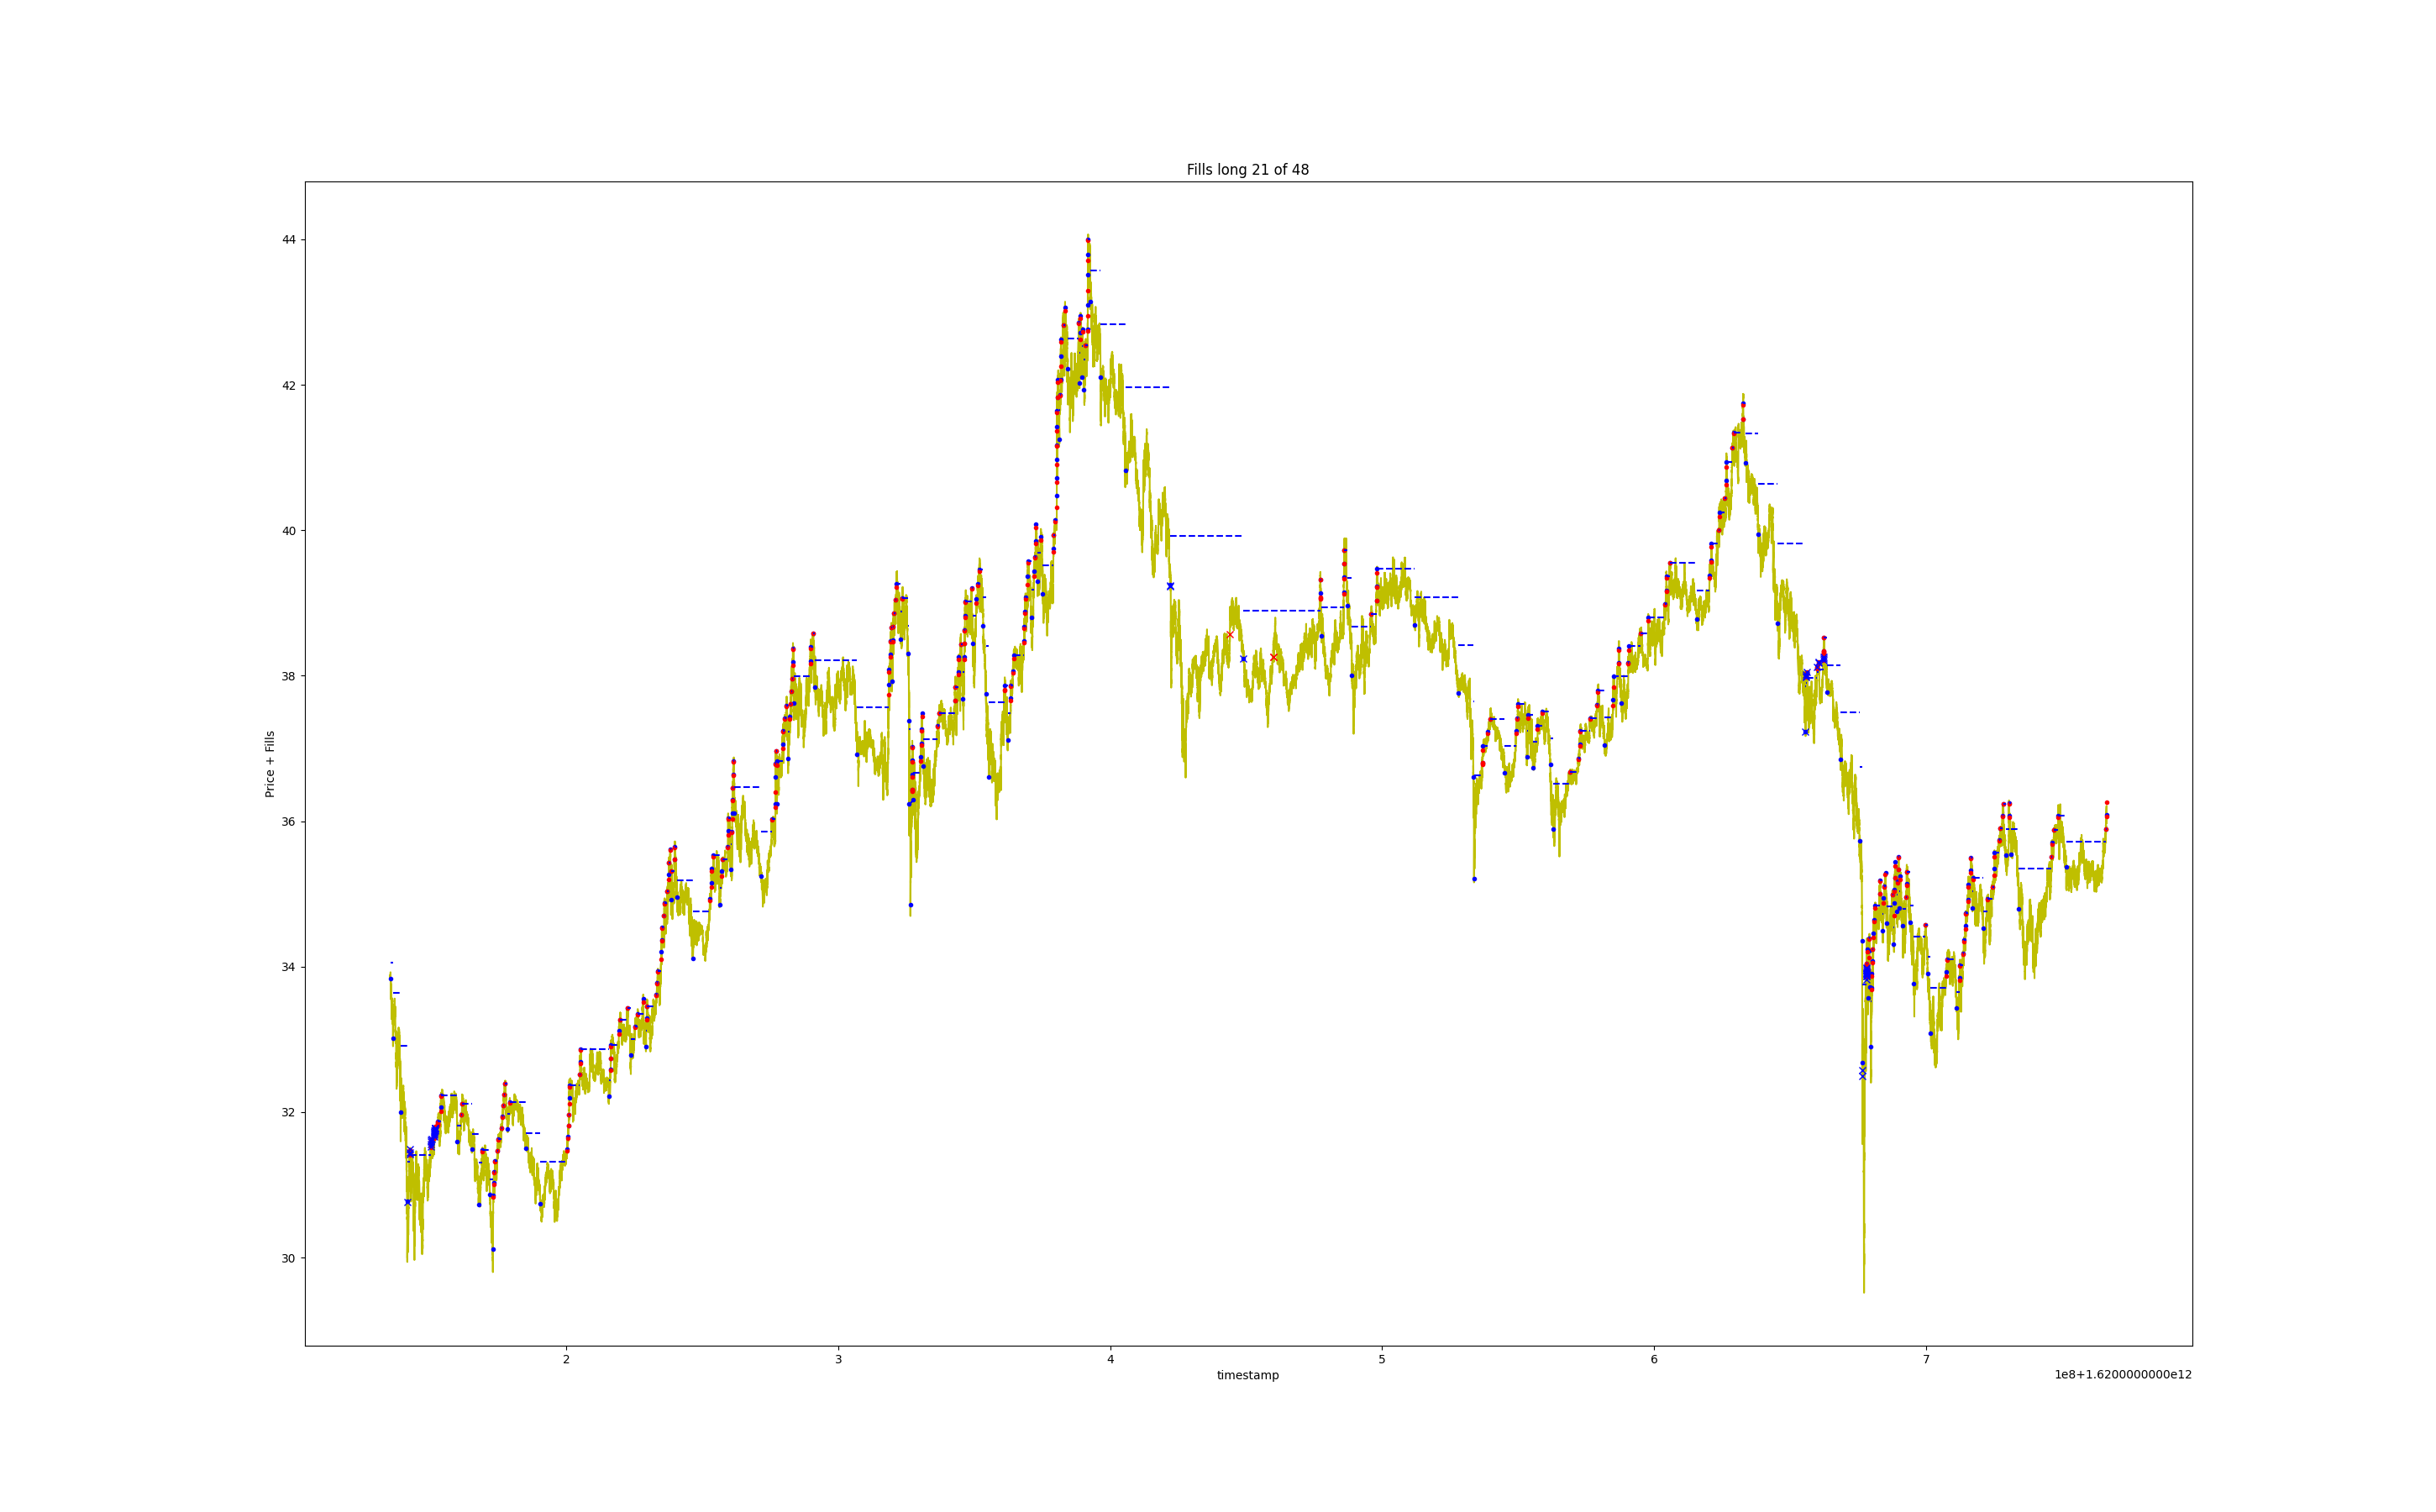 Fills long 21 of 48
44
42
40
38
36
34
32
30
Price + Fills
2 3 4 5 6 7
timestamp
1e8+1.6200000000e12